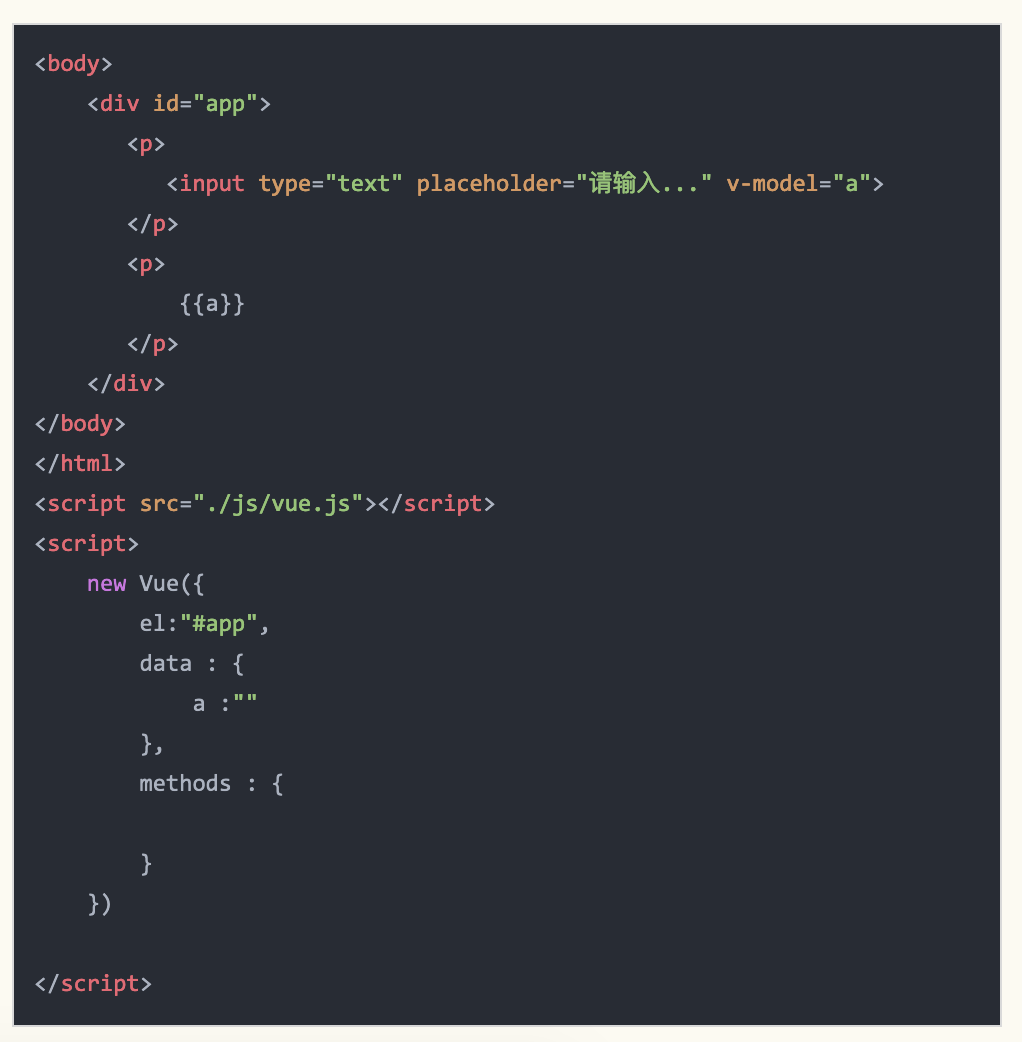 <body>
    <div id="app">
       <p>
          <input type="text" placeholder="请输入..." v-model="a">
       </p>
       <p>
           {{a}}
       </p>
    </div>
</body>
</html>
<script src="./js/vue.js"></script>
<script>
    new Vue({
        el:"#app",
        data : {
            a :""
        },
        methods : {

        }
    })

</script>